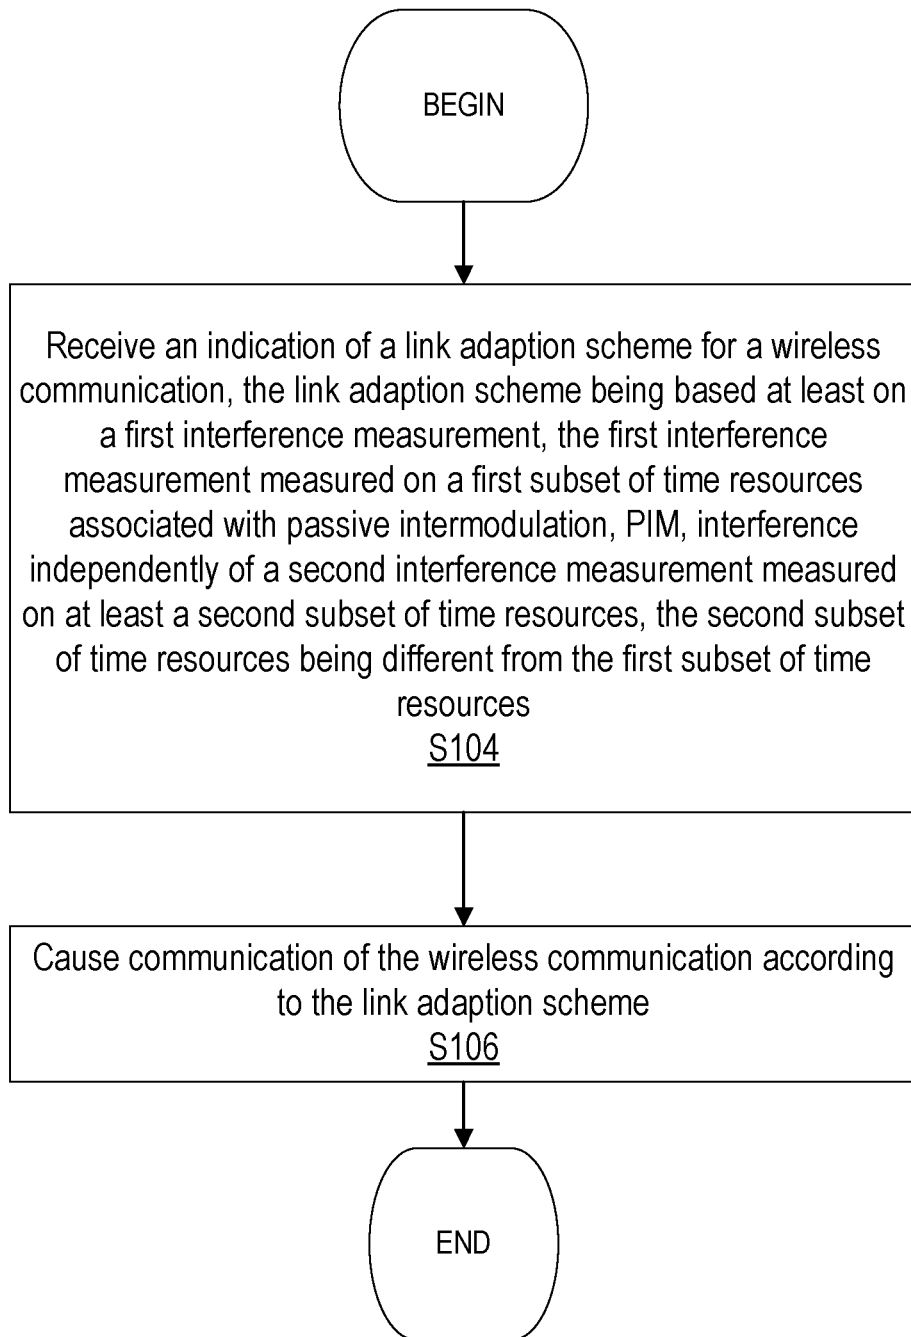 BEGIN
Receive an indication of a link adaption scheme for a wireless
communication, the link adaption scheme being based at least on
a first interference measurement, the first interference
measurement measured on a first subset of time resources
associated with passive intermodulation, PIM, interference
independently of a second interference measurement measured
on at least a second subset of time resources, the second subset
of time resources being different from the first subset of time
resources
S104
Cause communication of the wireless communication according
to the link adaption scheme
S106
END